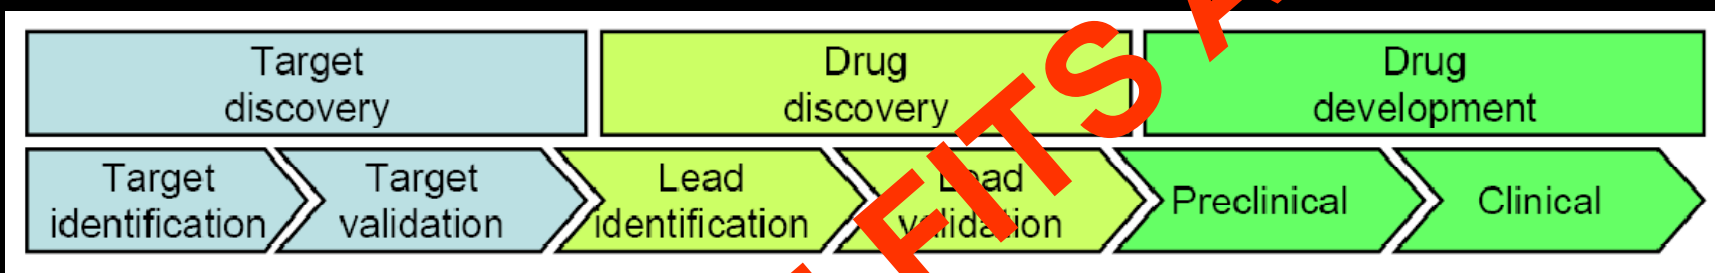 Target
discovery
Drug
discovery
Drug
development
Target
identification
Target
validation
Lead
identification
Lead
validation
Preclinical
Clinical
FITS A